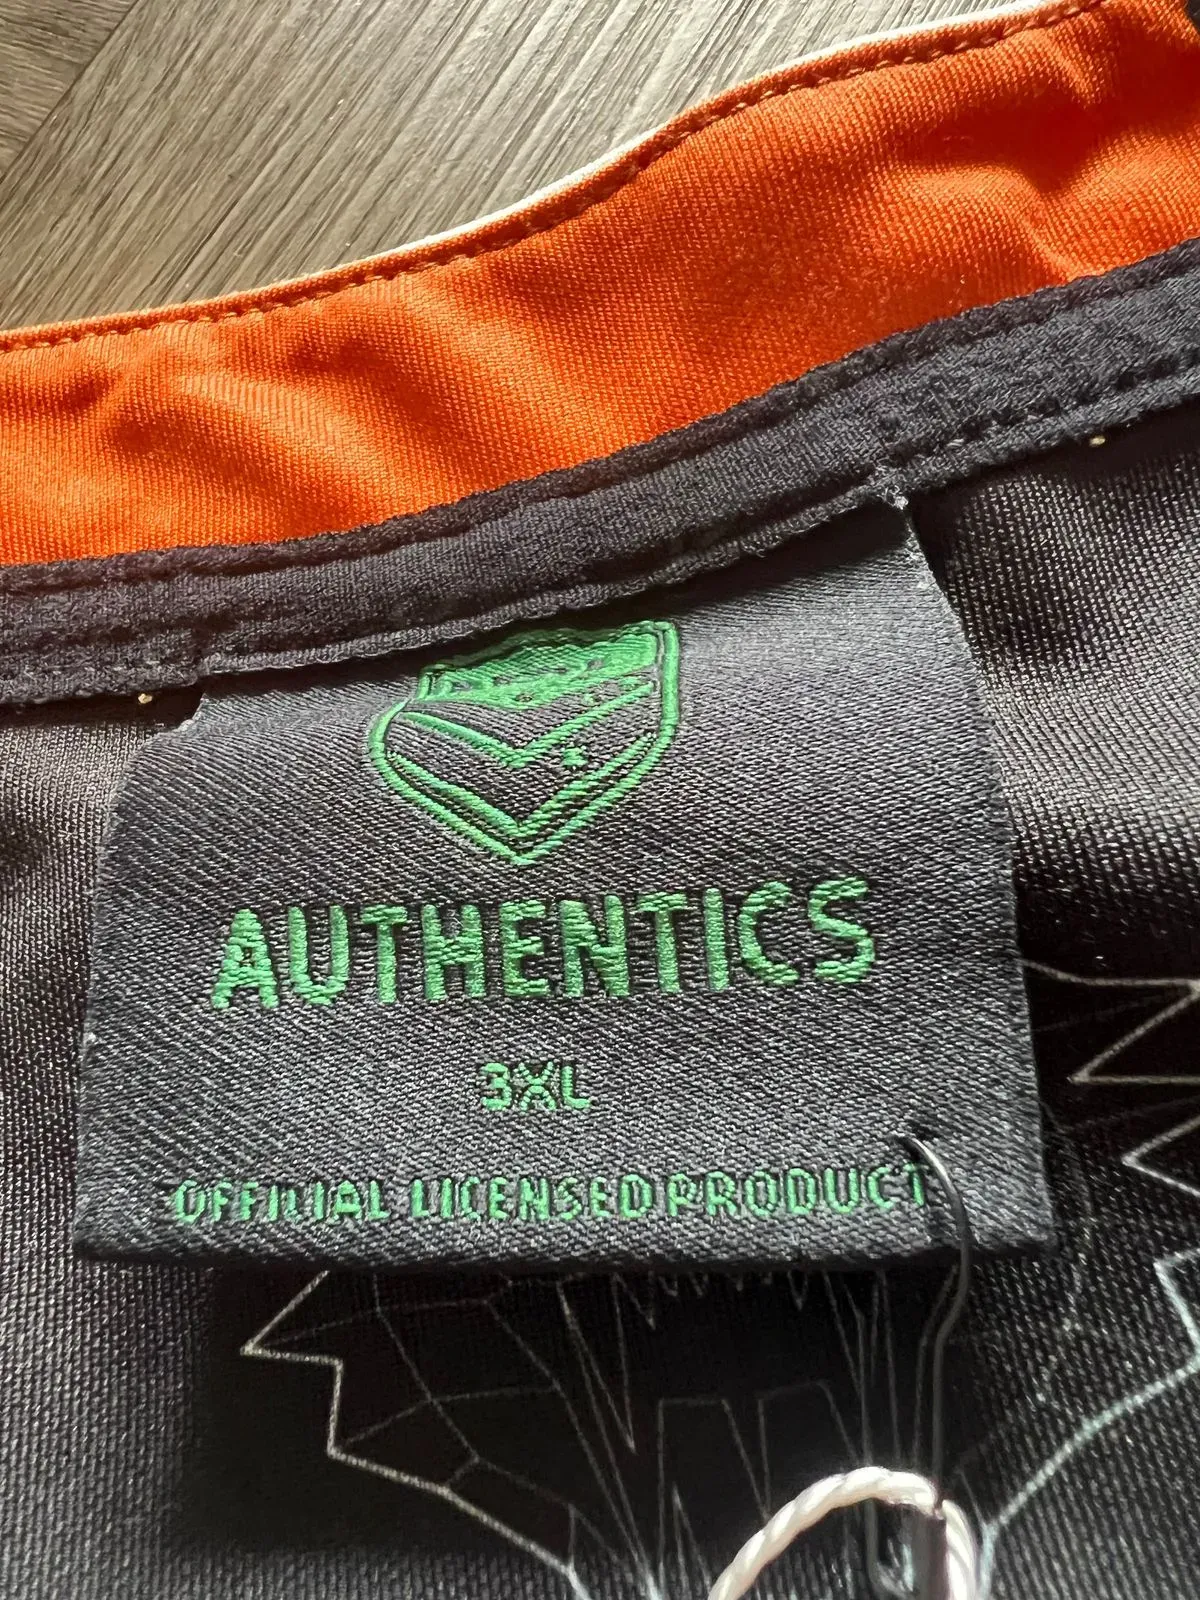 AUTHENTICS
3XL
OFFICIAL LICENSED PRODUCT